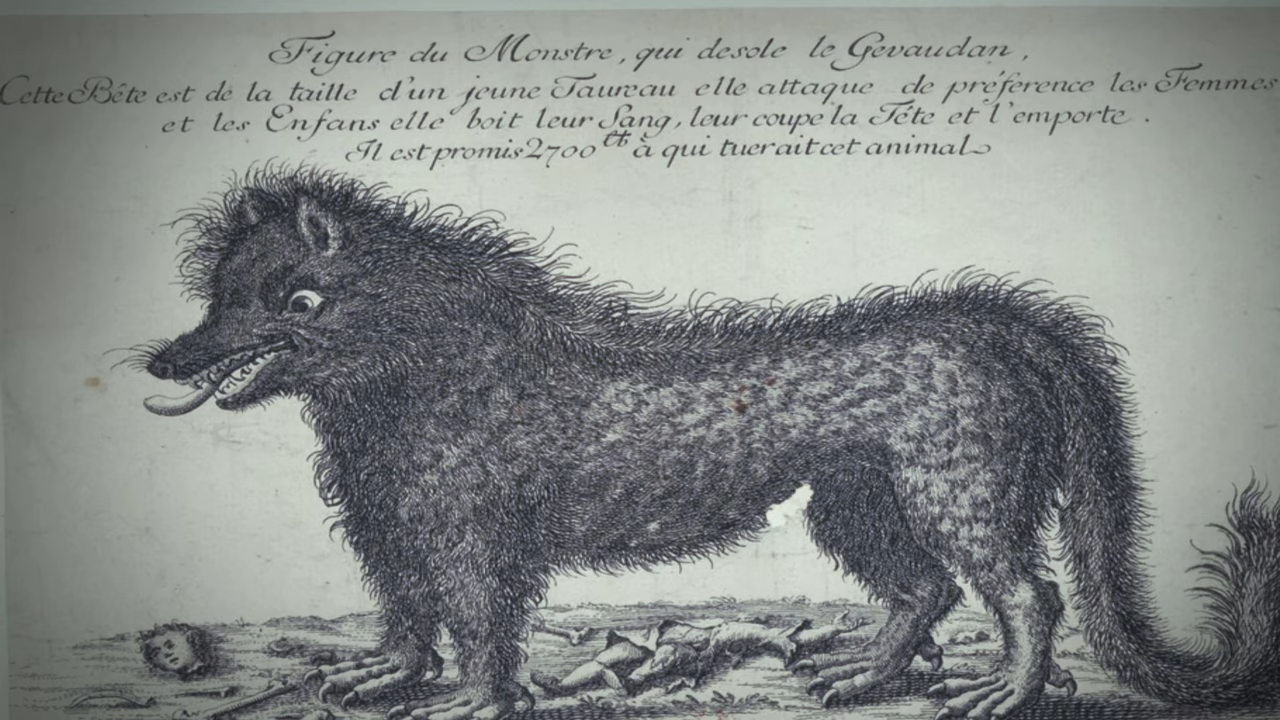 Figure du Monstre, qui desole le Gevaudan,
Cette Bête est de la taille d'un jeune Taureau elle attaque de préference les Femmes
et les Enfans elle boit leur Sang, leur coupe la Tête et l'emporte.
Il est promis 2700 tt à qui tuerait cet animal